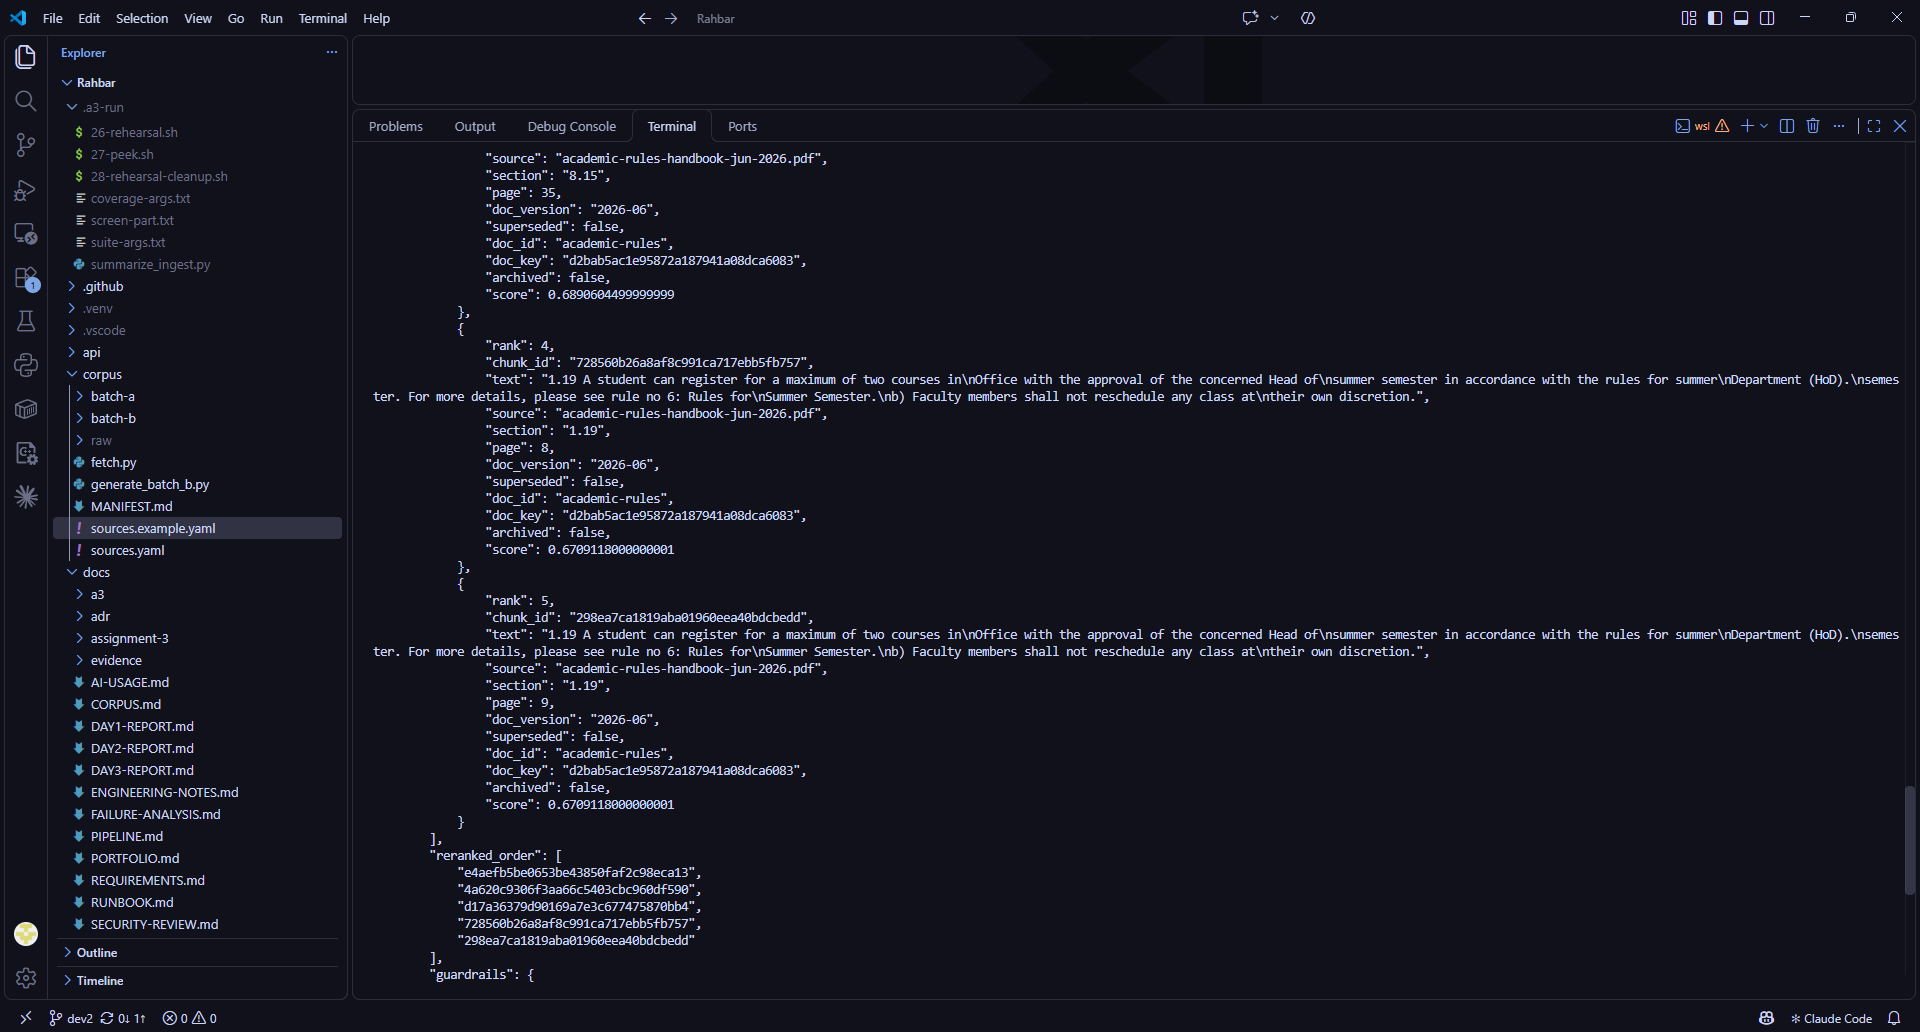 File Edit Selection View Go Run Terminal Help
Rahbar
Explorer
Rahbar
.a3-run
26-rehearsal.sh
27-peek.sh
28-rehearsal-cleanup.sh
coverage-args.txt
screen-part.txt
suite-args.txt
summarize_ingest.py
.github
.venv
.vscode
api
corpus
batch-a
batch-b
raw
fetch.py
generate_batch_b.py
MANIFEST.md
sources.example.yaml
sources.yaml
docs
a3
adr
assignment-3
evidence
AI-USAGE.md
CORPUS.md
DAY1-REPORT.md
DAY2-REPORT.md
DAY3-REPORT.md
ENGINEERING-NOTES.md
FAILURE-ANALYSIS.md
PIPELINE.md
PORTFOLIO.md
REQUIREMENTS.md
RUNBOOK.md
SECURITY-REVIEW.md
Outline
Timeline
Problems Output Debug Console Terminal Ports
wsl
"source": "academic-rules-handbook-jun-2026.pdf",
"section": "8.15",
"page": 35,
"doc_version": "2026-06",
"superseded": false,
"doc_id": "academic-rules",
"doc_key": "d2bab5ac1e95872a187941a08dca6083",
"archived": false,
"score": 0.6890604499999999
},
{
"rank": 4,
"chunk_id": "728560b26a8af8c991ca717ebb5fb757",
"text": "1.19 A student can register for a maximum of two courses in\nOffice with the approval of the concerned Head of\nsummer semester in accordance with the rules for summer\nDepartment (HoD).\nsemes
ter. For more details, please see rule no 6: Rules for\nSummer Semester.\nb) Faculty members shall not reschedule any class at\ntheir own discretion.",
"source": "academic-rules-handbook-jun-2026.pdf",
"section": "1.19",
"page": 8,
"doc_version": "2026-06",
"superseded": false,
"doc_id": "academic-rules",
"doc_key": "d2bab5ac1e95872a187941a08dca6083",
"archived": false,
"score": 0.6709118000000001
},
{
"rank": 5,
"chunk_id": "298ea7ca1819aba01960eea40bdcbedd",
"text": "1.19 A student can register for a maximum of two courses in\nOffice with the approval of the concerned Head of\nsummer semester in accordance with the rules for summer\nDepartment (HoD).\nsemes
ter. For more details, please see rule no 6: Rules for\nSummer Semester.\nb) Faculty members shall not reschedule any class at\ntheir own discretion.",
"source": "academic-rules-handbook-jun-2026.pdf",
"section": "1.19",
"page": 9,
"doc_version": "2026-06",
"superseded": false,
"doc_id": "academic-rules",
"doc_key": "d2bab5ac1e95872a187941a08dca6083",
"archived": false,
"score": 0.6709118000000001
}
],
"reranked_order": [
"e4aefb5be0653be43850faf2c98eca13",
"4a620c9306f3aa66c5403cbc960df590",
"d17a36379d90169a7e3c677475870bb4",
"728560b26a8af8c991ca717ebb5fb757",
"298ea7ca1819aba01960eea40bdcbedd"
],
"guardrails": {
dev2 0↓ 1↑ 0 0 Claude Code